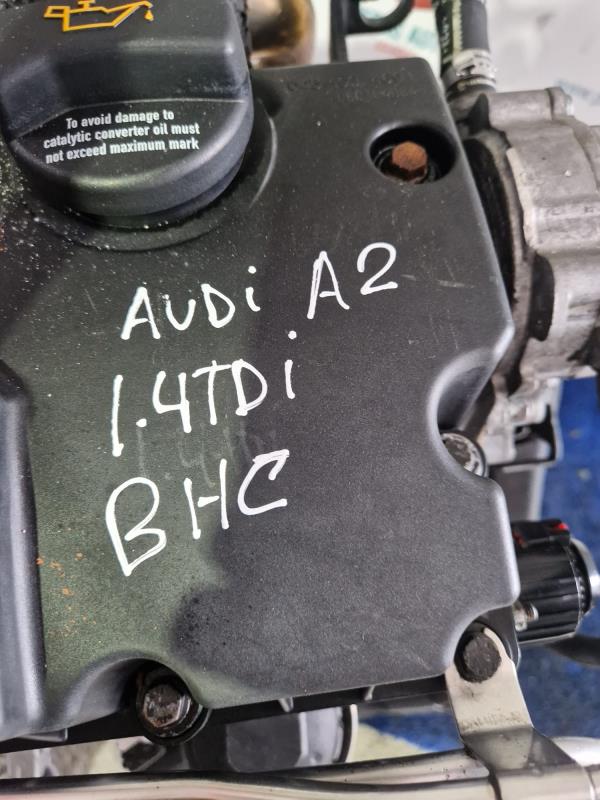 To avoid damage to
catalytic converter oil must
not exceed maximum mark
AUDi A2
1.4TDi
BHC